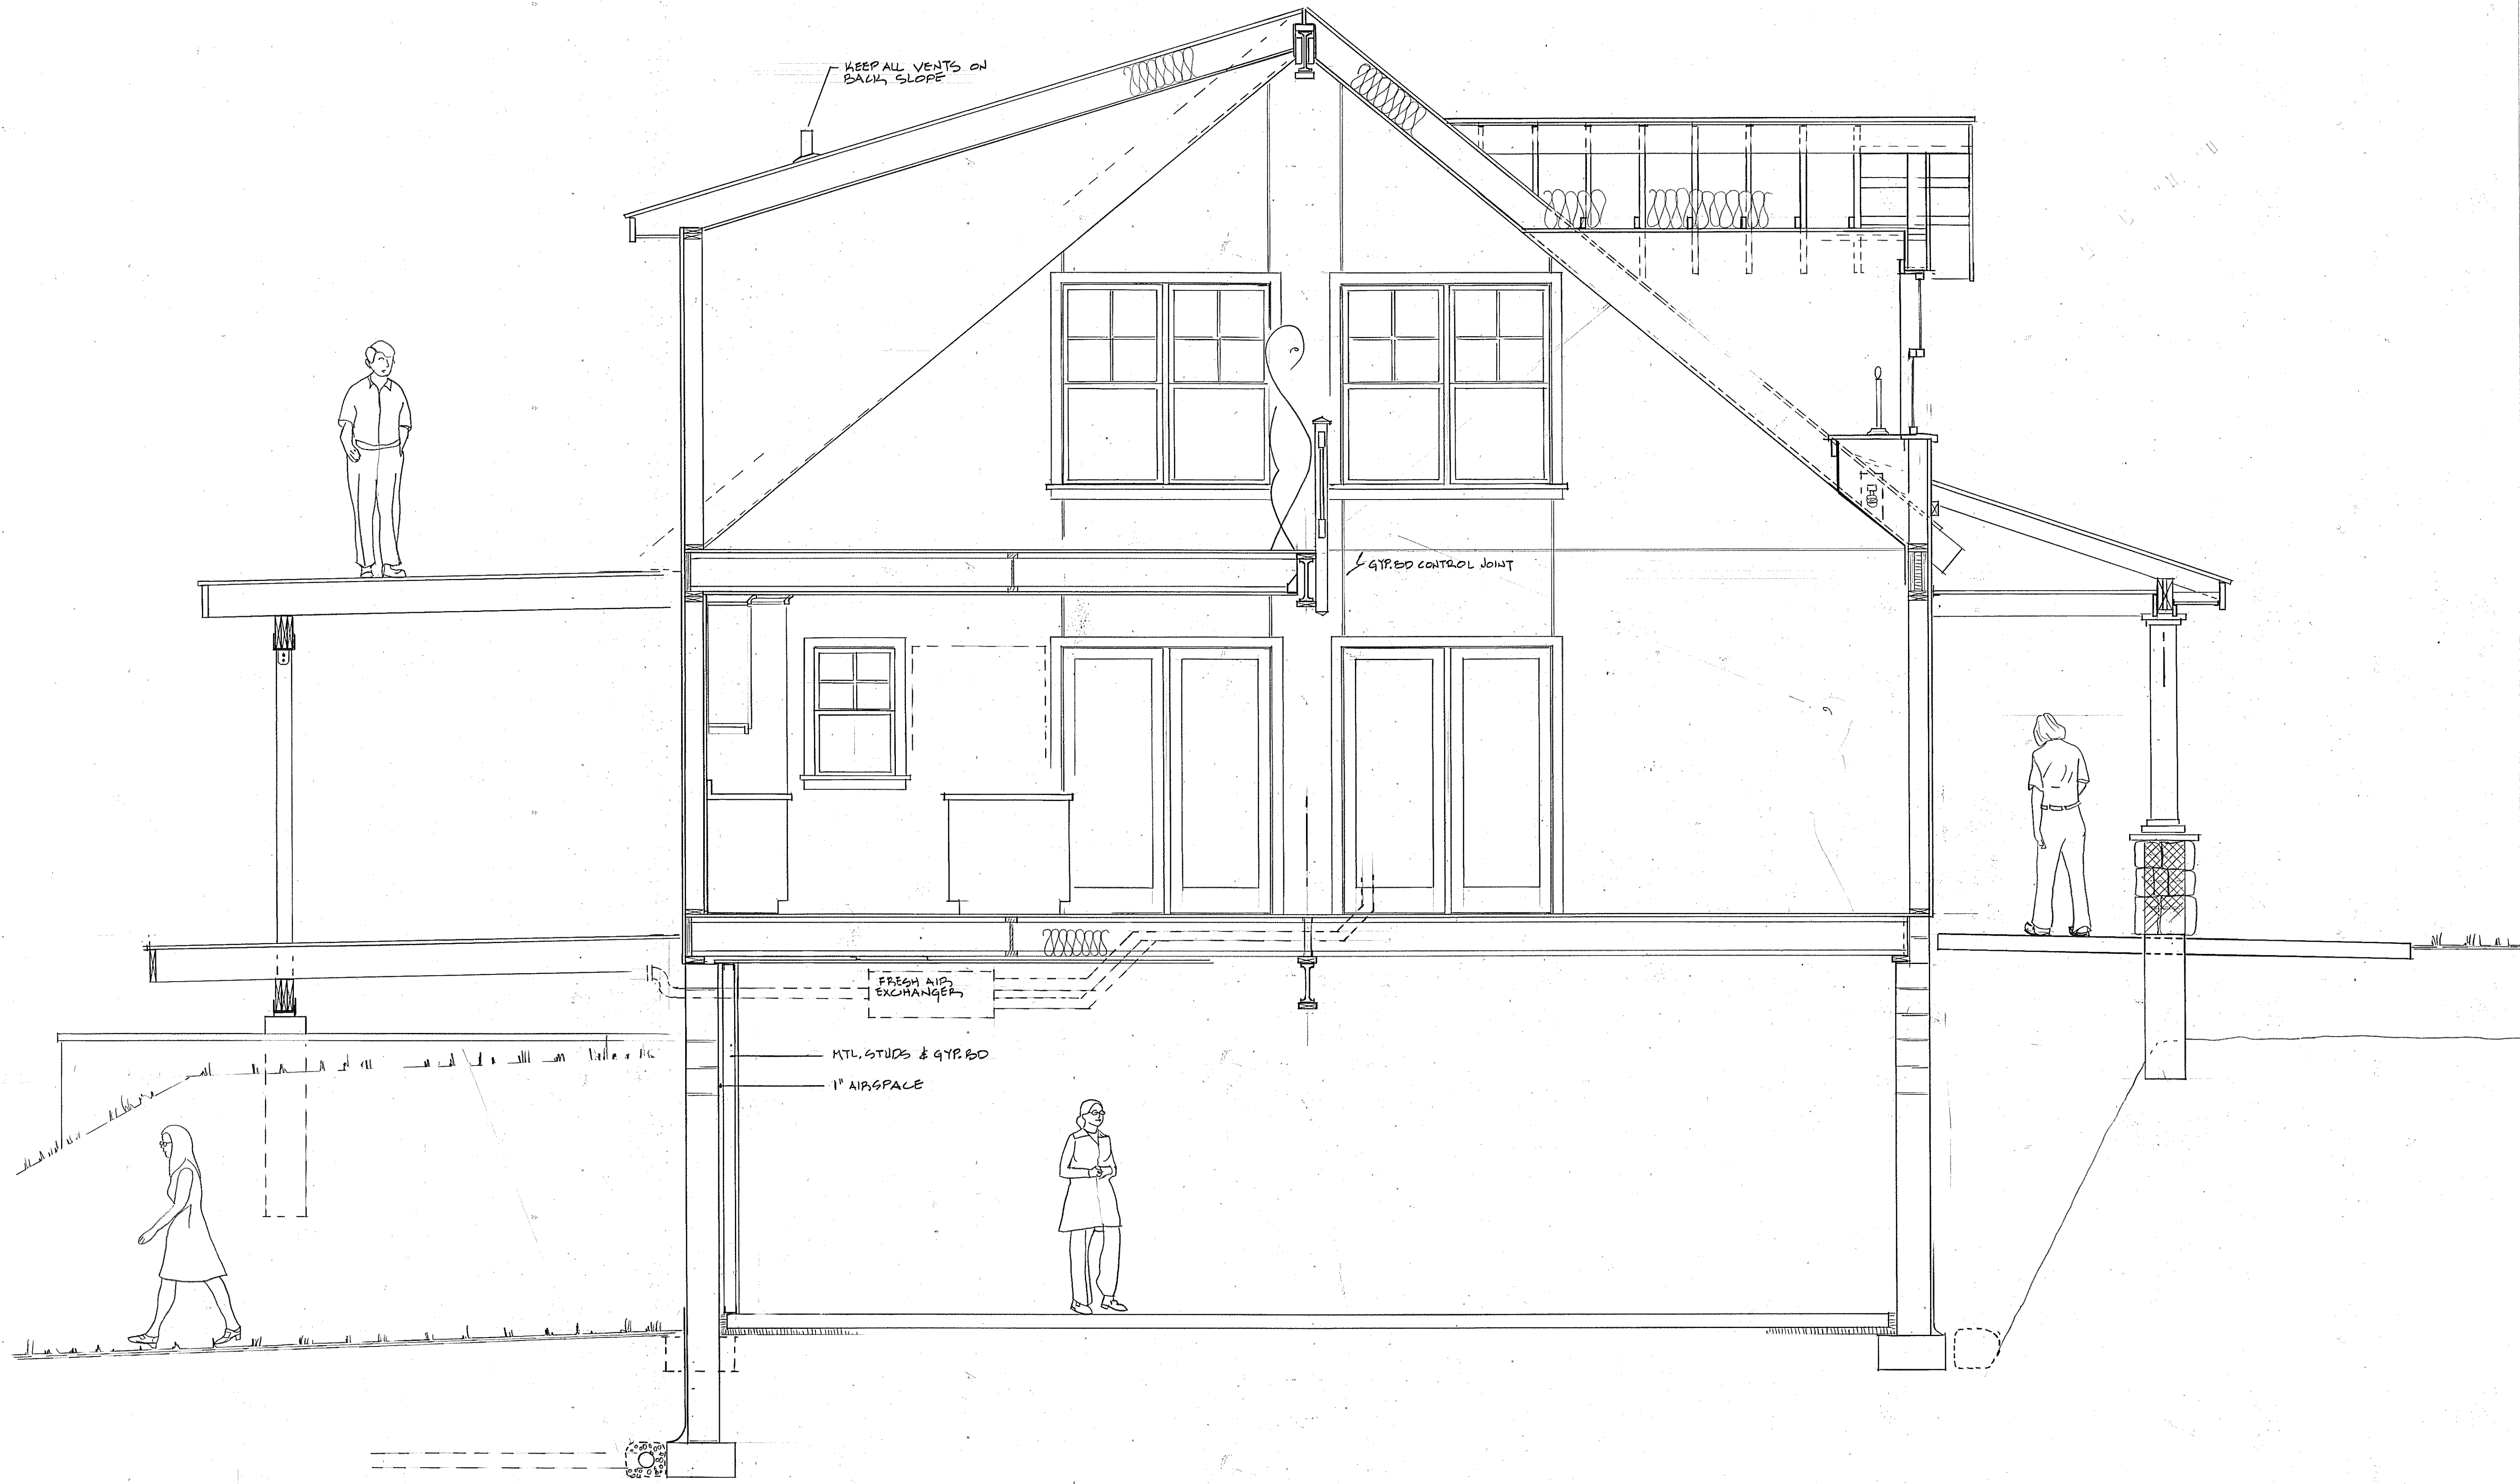 KEEP ALL VENTS ON
BACK SLOPE
GYP.BD CONTROL JOINT
FRESH AIR
EXCHANGER
MTL. STUDS & GYP. BD
1" AIRSPACE